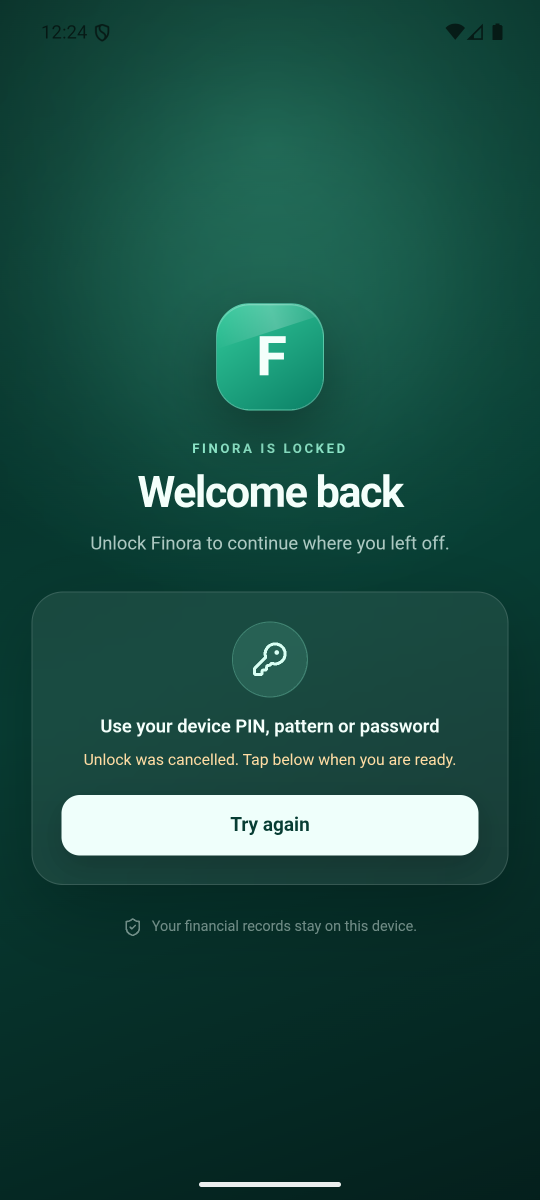 12:24
F
FINORA IS LOCKED
Welcome back
Unlock Finora to continue where you left off.
Use your device PIN, pattern or password
Unlock was cancelled. Tap below when you are ready.
Try again
Your financial records stay on this device.